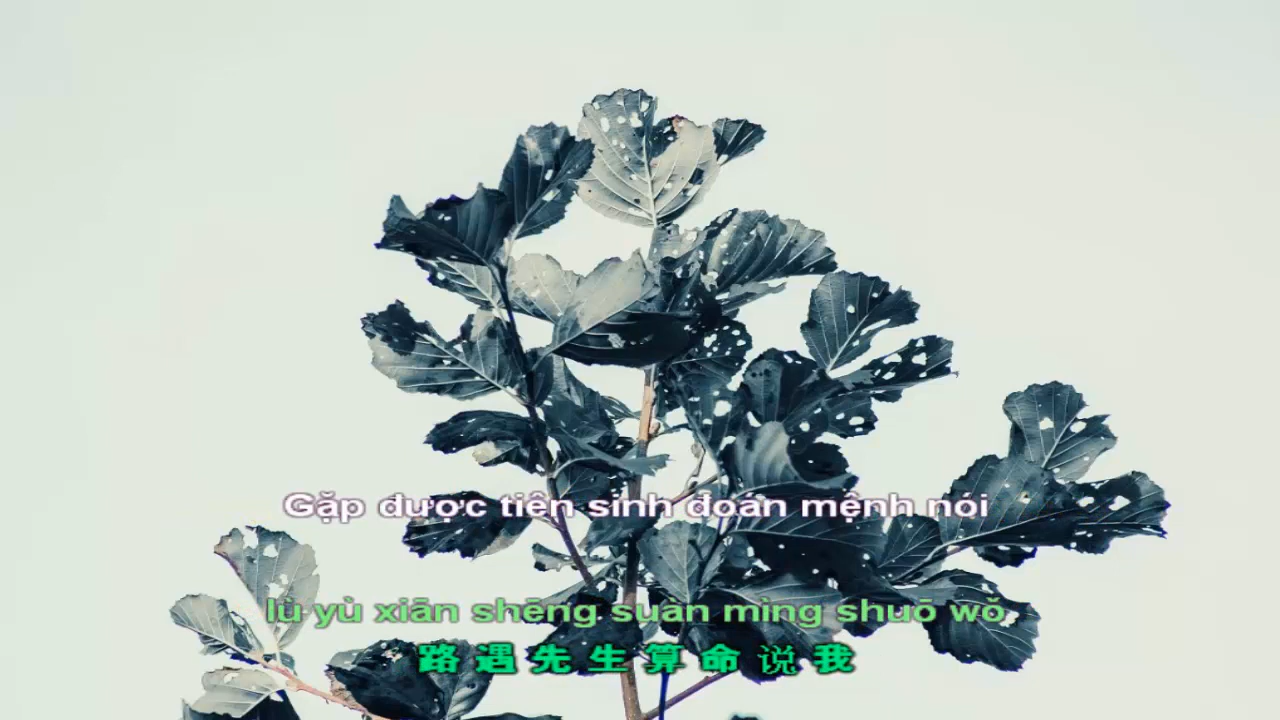 Gặp được tiên sinh đoán mệnh nói
lù yù xiān shēng suàn mìng shuō wǒ
路遇先生算命说我